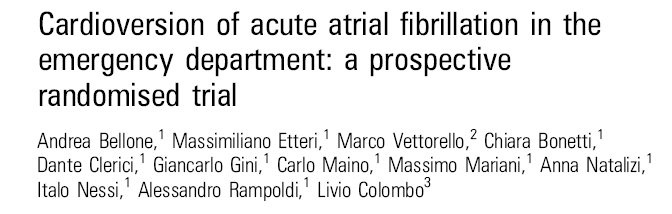 Cardioversion of acute atrial fibrillation in the
emergency department: a prospective
randomised trial
Andrea Bellone,¹ Massimiliano Etteri,¹ Marco Vettorello,² Chiara Bonetti,¹
Dante Clerici,¹ Giancarlo Gini,¹ Carlo Maino,¹ Massimo Mariani,¹ Anna Natalizi,¹
Italo Nessi,¹ Alessandro Rampoldi,¹ Livio Colombo³